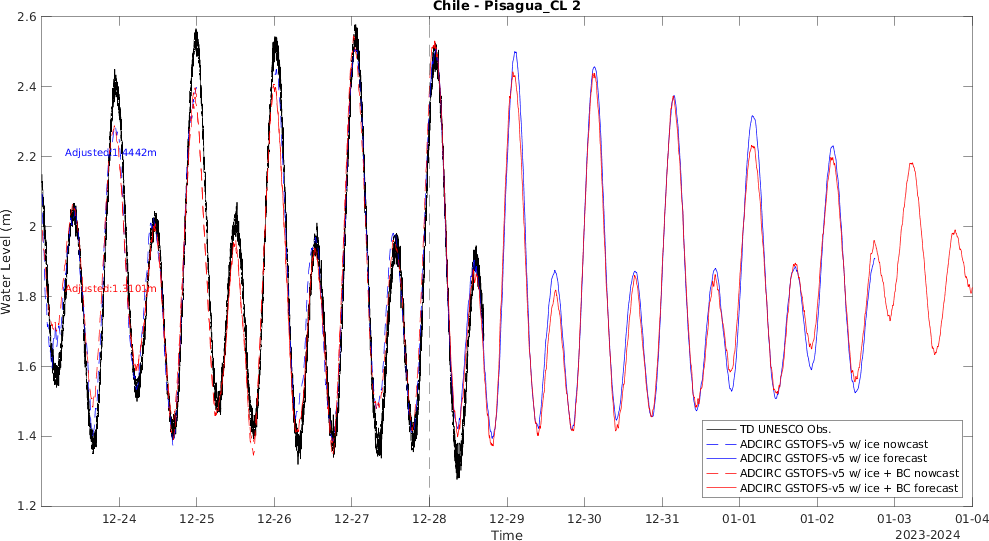 Chile - Pisagua_CL 2
2.6
2.4
2.2
2
1.8
1.6
1.4
1.2
Water Level (m)
Adjusted:1.4442m
Adjusted:1.3101m
TD UNESCO Obs.
ADCIRC GSTOFS-v5 w/ ice nowcast
ADCIRC GSTOFS-v5 w/ ice forecast
ADCIRC GSTOFS-v5 w/ ice + BC nowcast
ADCIRC GSTOFS-v5 w/ ice + BC forecast
12-24 12-25 12-26 12-27 12-28 12-29 12-30 12-31 01-01 01-02 01-03 01-04
Time
2023-2024